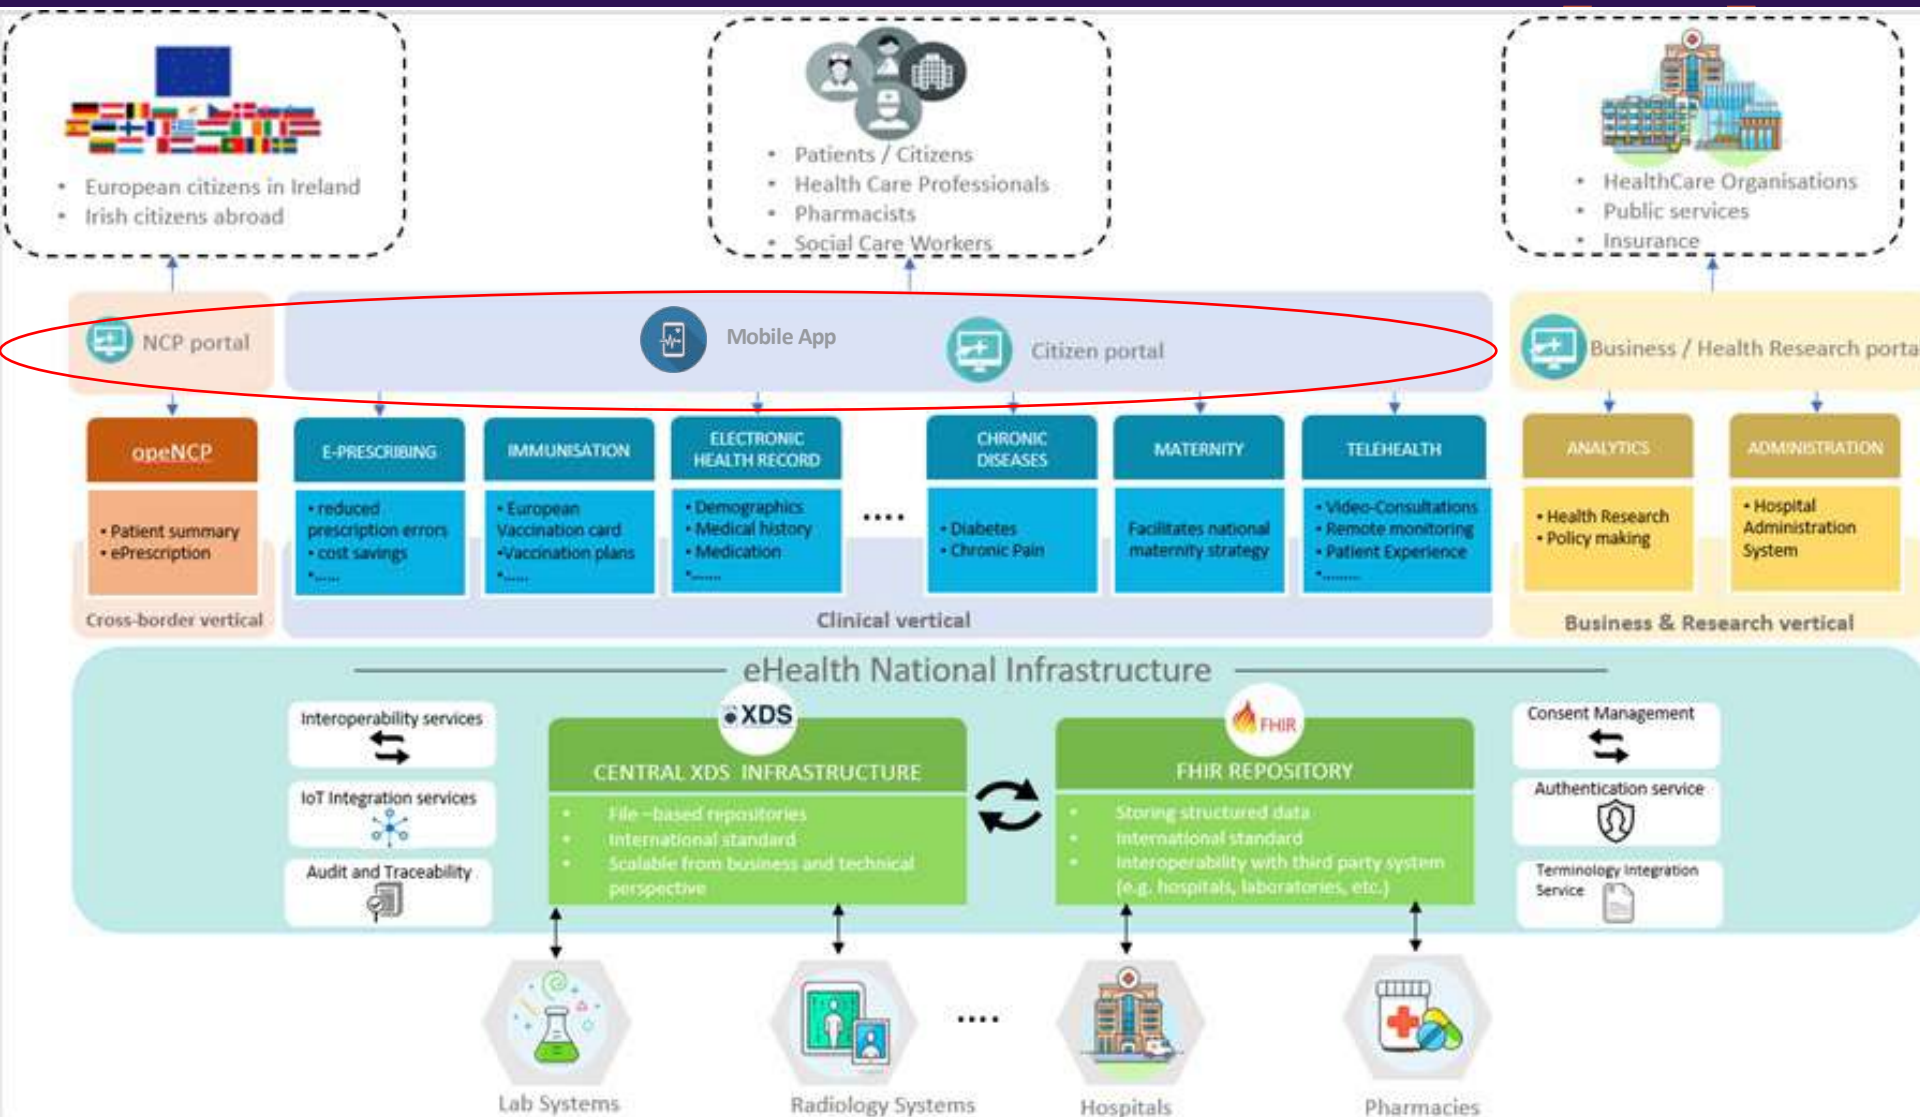 • European citizens in Ireland
• Irish citizens abroad
• Patients / Citizens
• Health Care Professionals
• Pharmacists
• Social Care Workers
• HealthCare Organisations
• Public services
• Insurance
NCP portal
Mobile App
Citizen portal
Business / Health Research porta
opeNCP
• Patient summary
• ePrescription
Cross-border vertical
E-PRESCRIBING
• reduced
prescription errors
• cost savings
•......
IMMUNISATION
• European
Vaccination card
•Vaccination plans
•......
ELECTRONIC
HEALTH RECORD
• Demographics
• Medical history
• Medication
•.......
....
CHRONIC
DISEASES
• Diabetes
• Chronic Pain
MATERNITY
Facilitates national
maternity strategy
TELEHEALTH
• Video-Consultations
• Remote monitoring
• Patient Experience
•.........
Clinical vertical
ANALYTICS
• Health Research
• Policy making
ADMINISTRATION
• Hospital
Administration
System
Business & Research vertical
eHealth National Infrastructure
Interoperability services
IoT Integration services
Audit and Traceability
XDS
CENTRAL XDS INFRASTRUCTURE
• File –based repositories
• International standard
• Scalable from business and technical
perspective
FHIR
FHIR REPOSITORY
• Storing structured data
• International standard
• Interoperability with third party system
(e.g. hospitals, laboratories, etc.)
Consent Management
Authentication service
Terminology Integration
Service
Lab Systems
Radiology Systems
....
Hospitals
Pharmacies